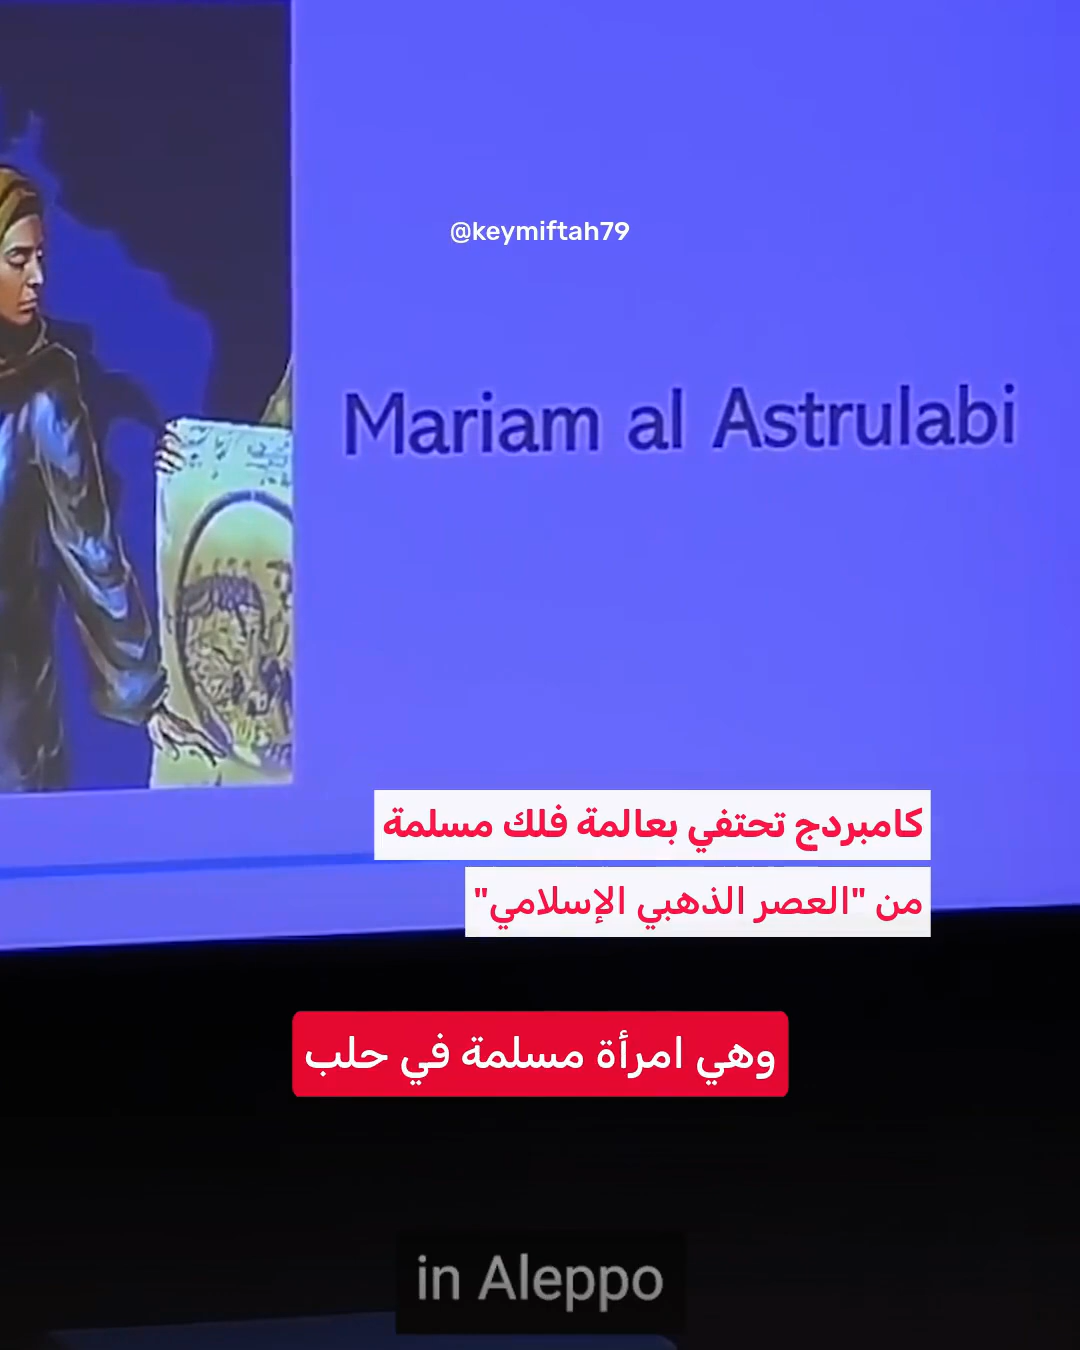 @keymiftah79
Mariam al Astrulabi
كامبردج تحتفي بعالمة فلك مسلمة
من "العصر الذهبي الإسلامي"
وهي امرأة مسلمة في حلب
in Aleppo